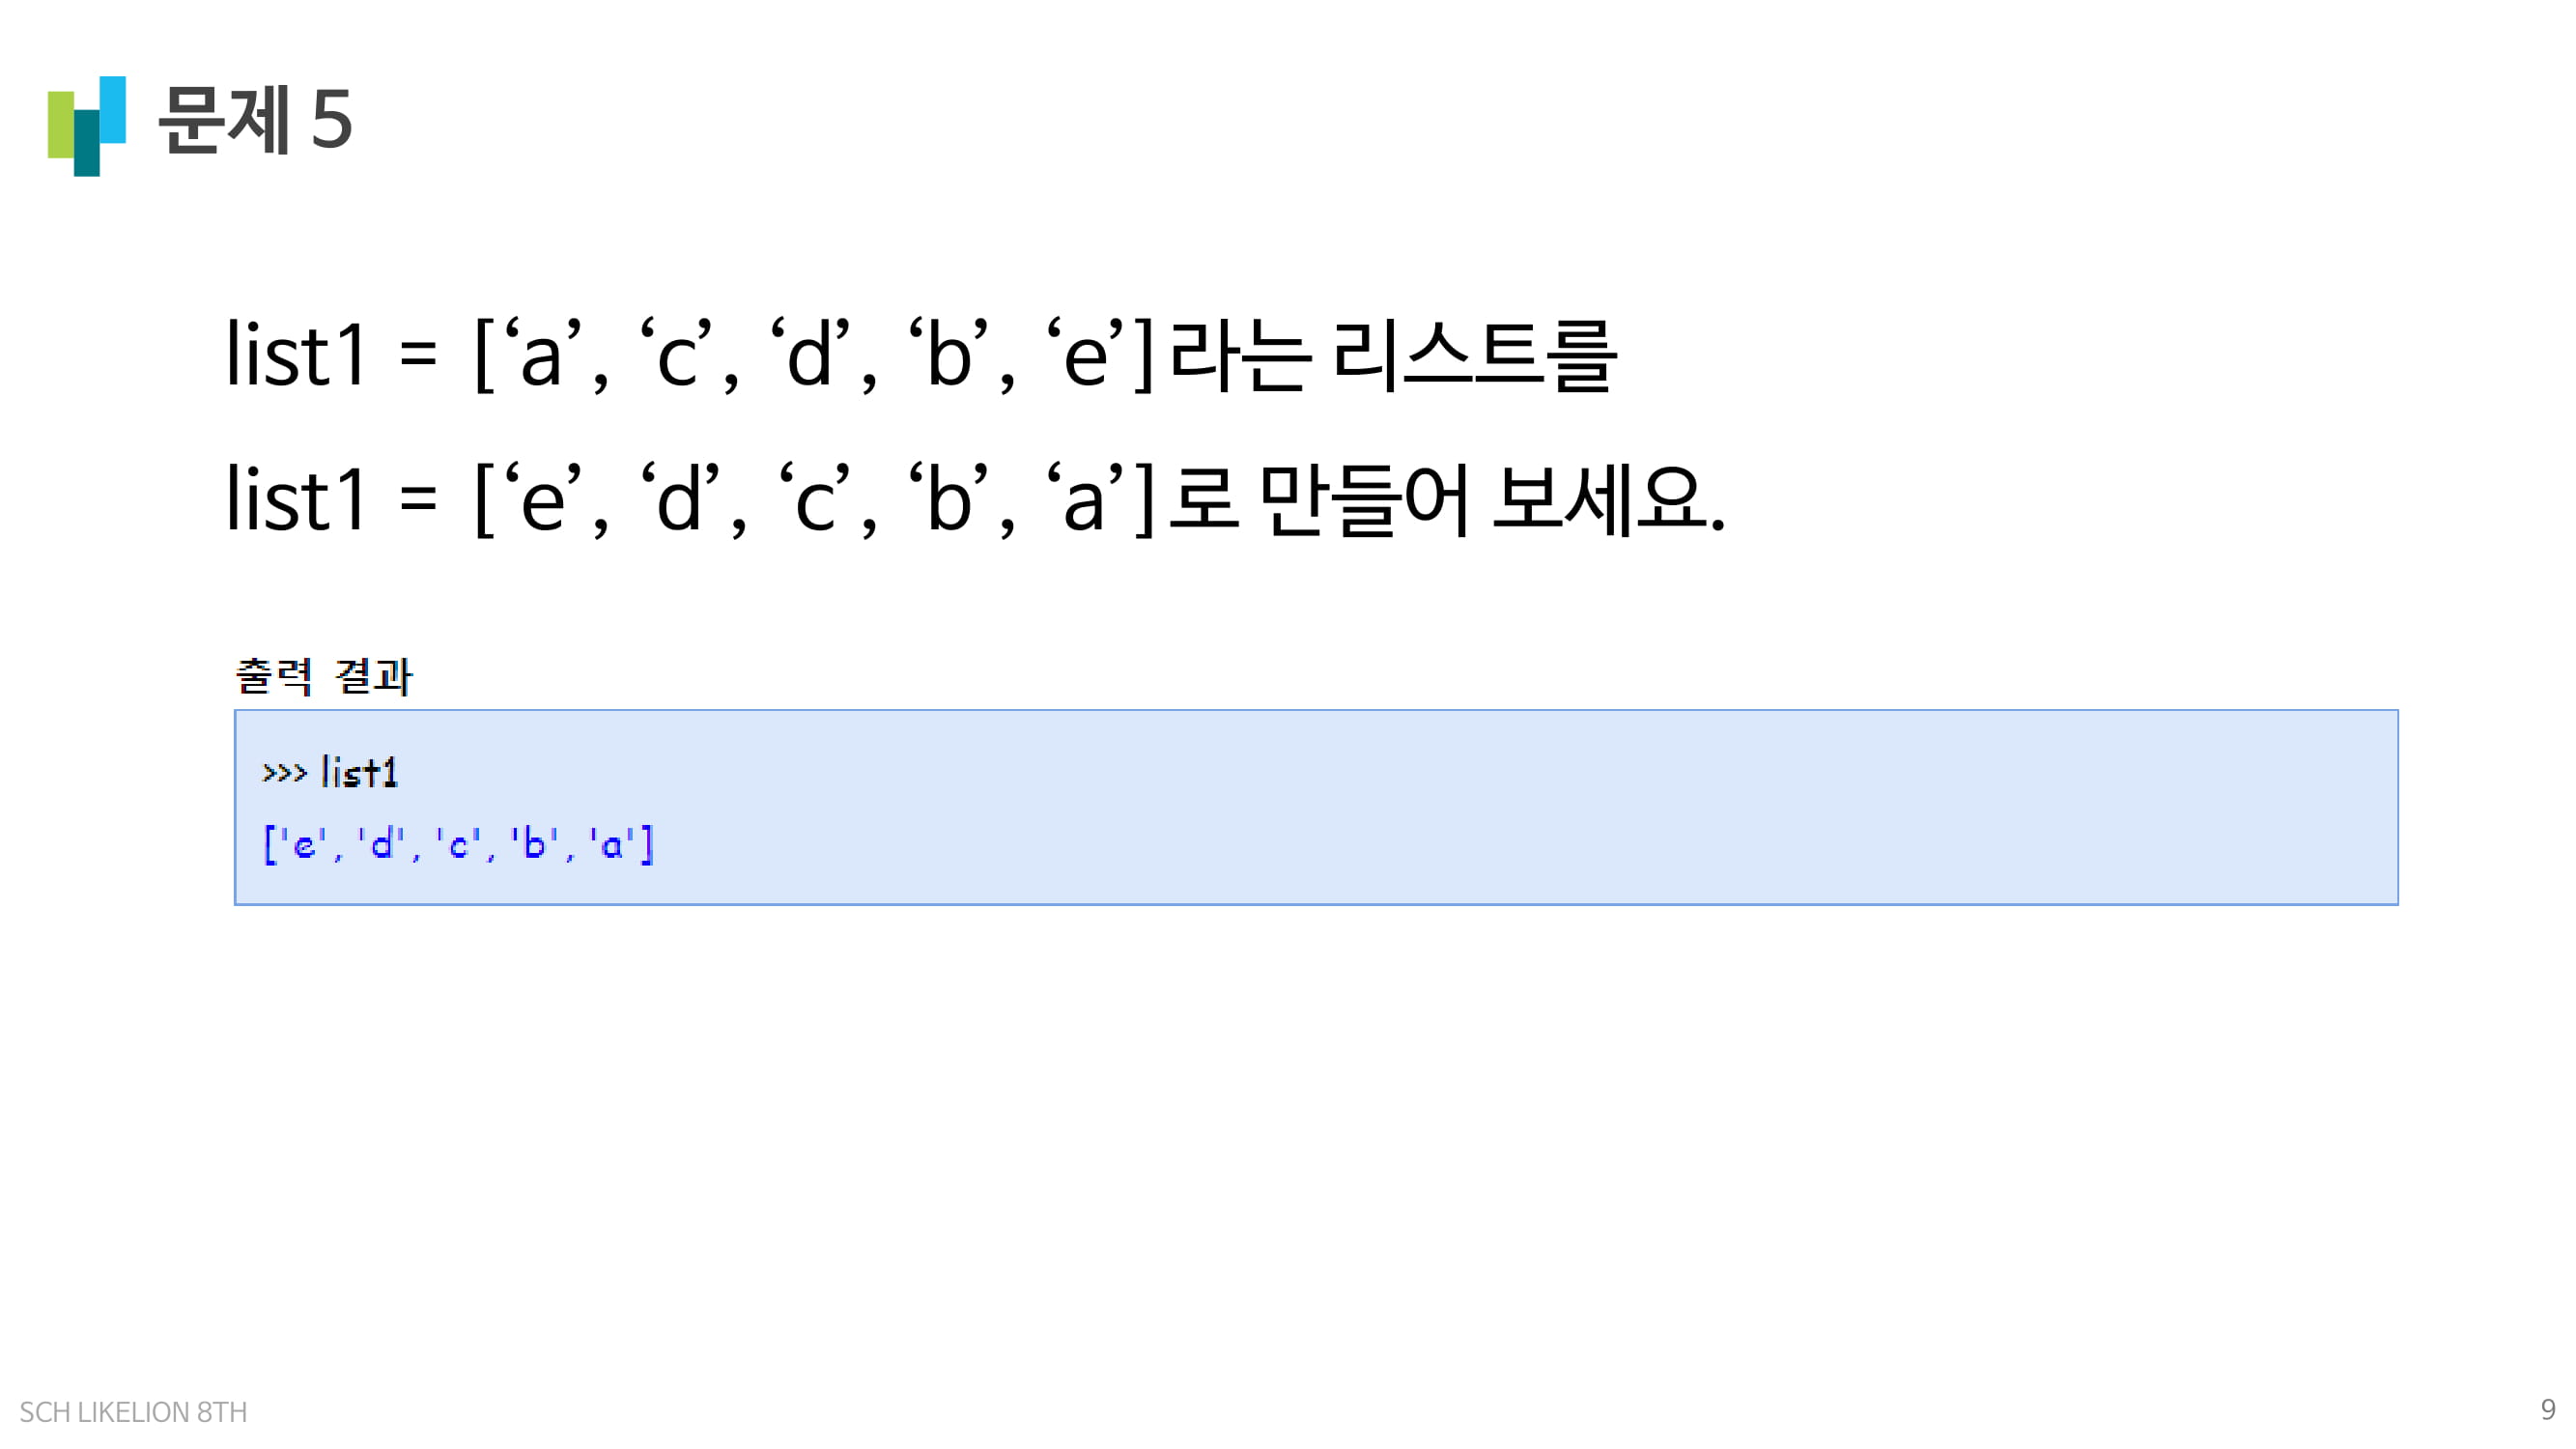 문제 5
list1 = [‘a’, ‘c’, ‘d’, ‘b’, ‘e’]라는 리스트를
list1 = [‘e’, ‘d’, ‘c’, ‘b’, ‘a’]로 만들어 보세요.
출력 결과
>>> list1
['e', 'd', 'c', 'b', 'a']
SCH LIKELION 8TH
9